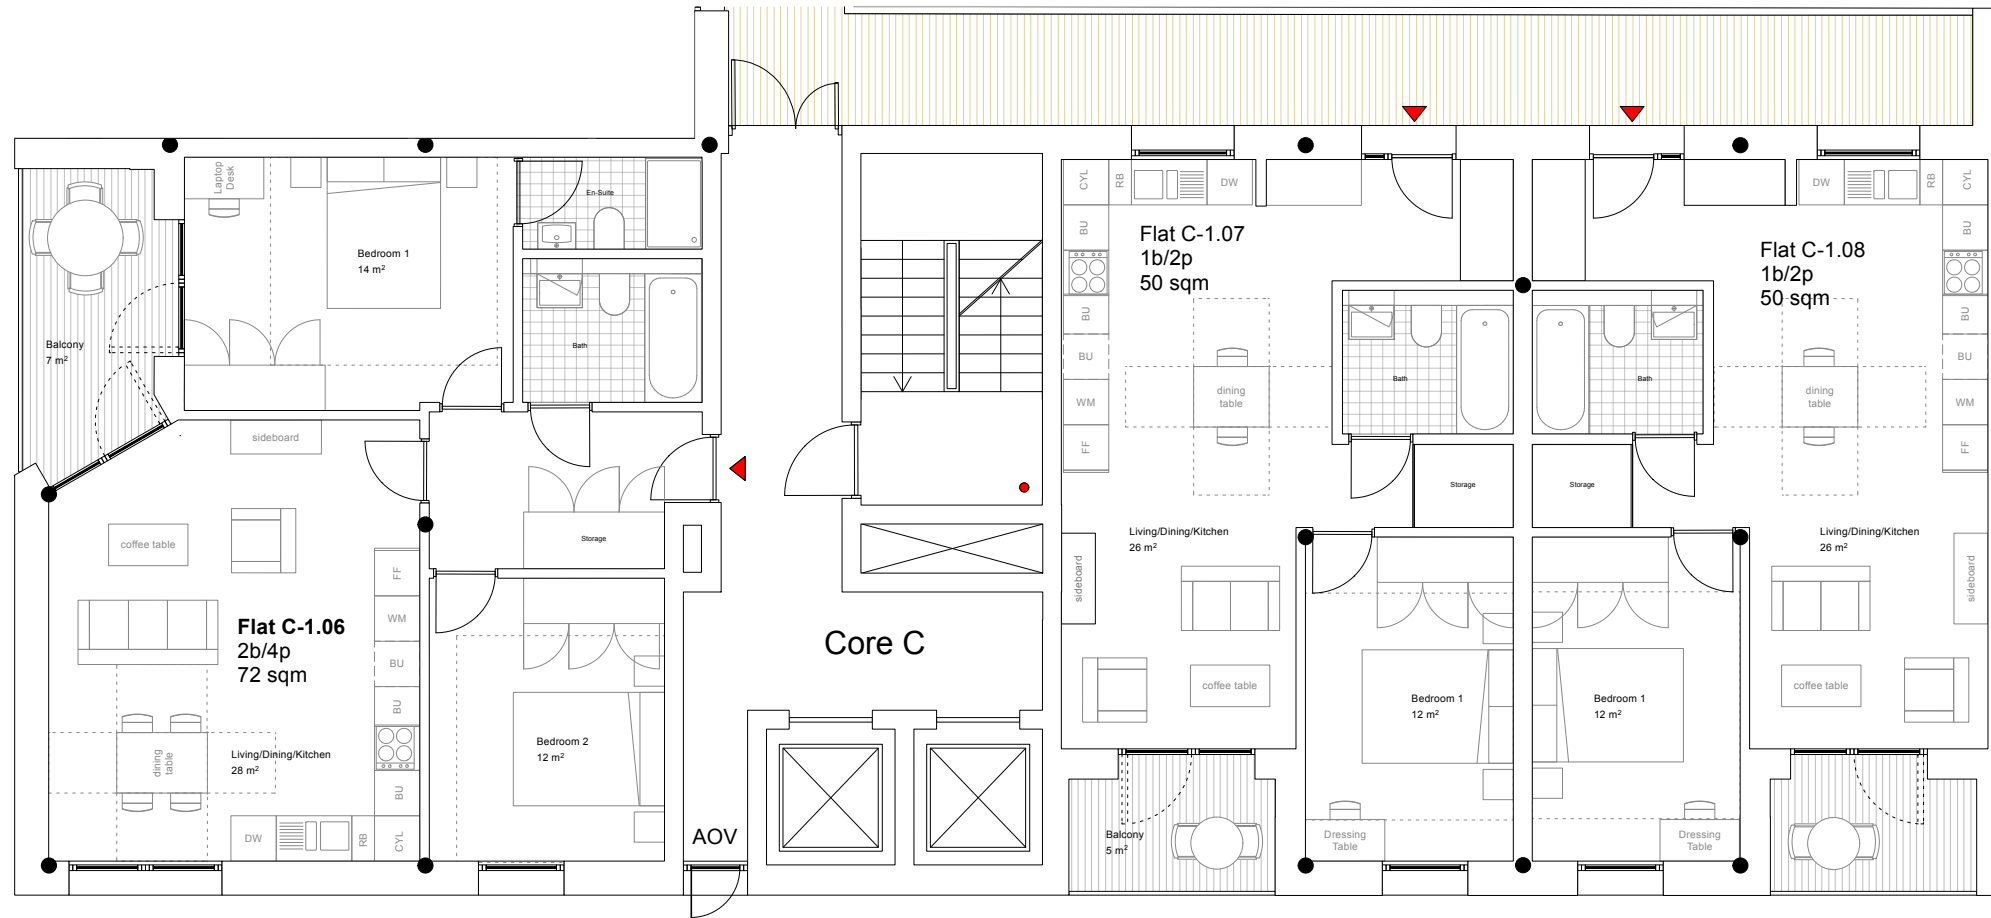 Laptop
Desk
En-Suite
Bedroom 1
14 m²
Balcony
7 m²
Bath
sideboard
coffee table
Storage
Flat C-1.06
2b/4p
72 sqm
FF
WM
BU
BU
BU
CYL
RB
DW
dining
table
Living/Dining/Kitchen
28 m²
Bedroom 2
12 m²
Core C
AOV
CYL
RB
DW
BU
BU
BU
WM
FF
Flat C-1.07
1b/2p
50 sqm
dining
table
Bath
Storage
Living/Dining/Kitchen
26 m²
sideboard
coffee table
Bedroom 1
12 m²
Dressing
Table
Balcony
5 m²
DW
RB
CYL
BU
BU
BU
WM
FF
Flat C-1.08
1b/2p
50 sqm
dining
table
Bath
Storage
Living/Dining/Kitchen
26 m²
sideboard
coffee table
Bedroom 1
12 m²
Dressing
Table